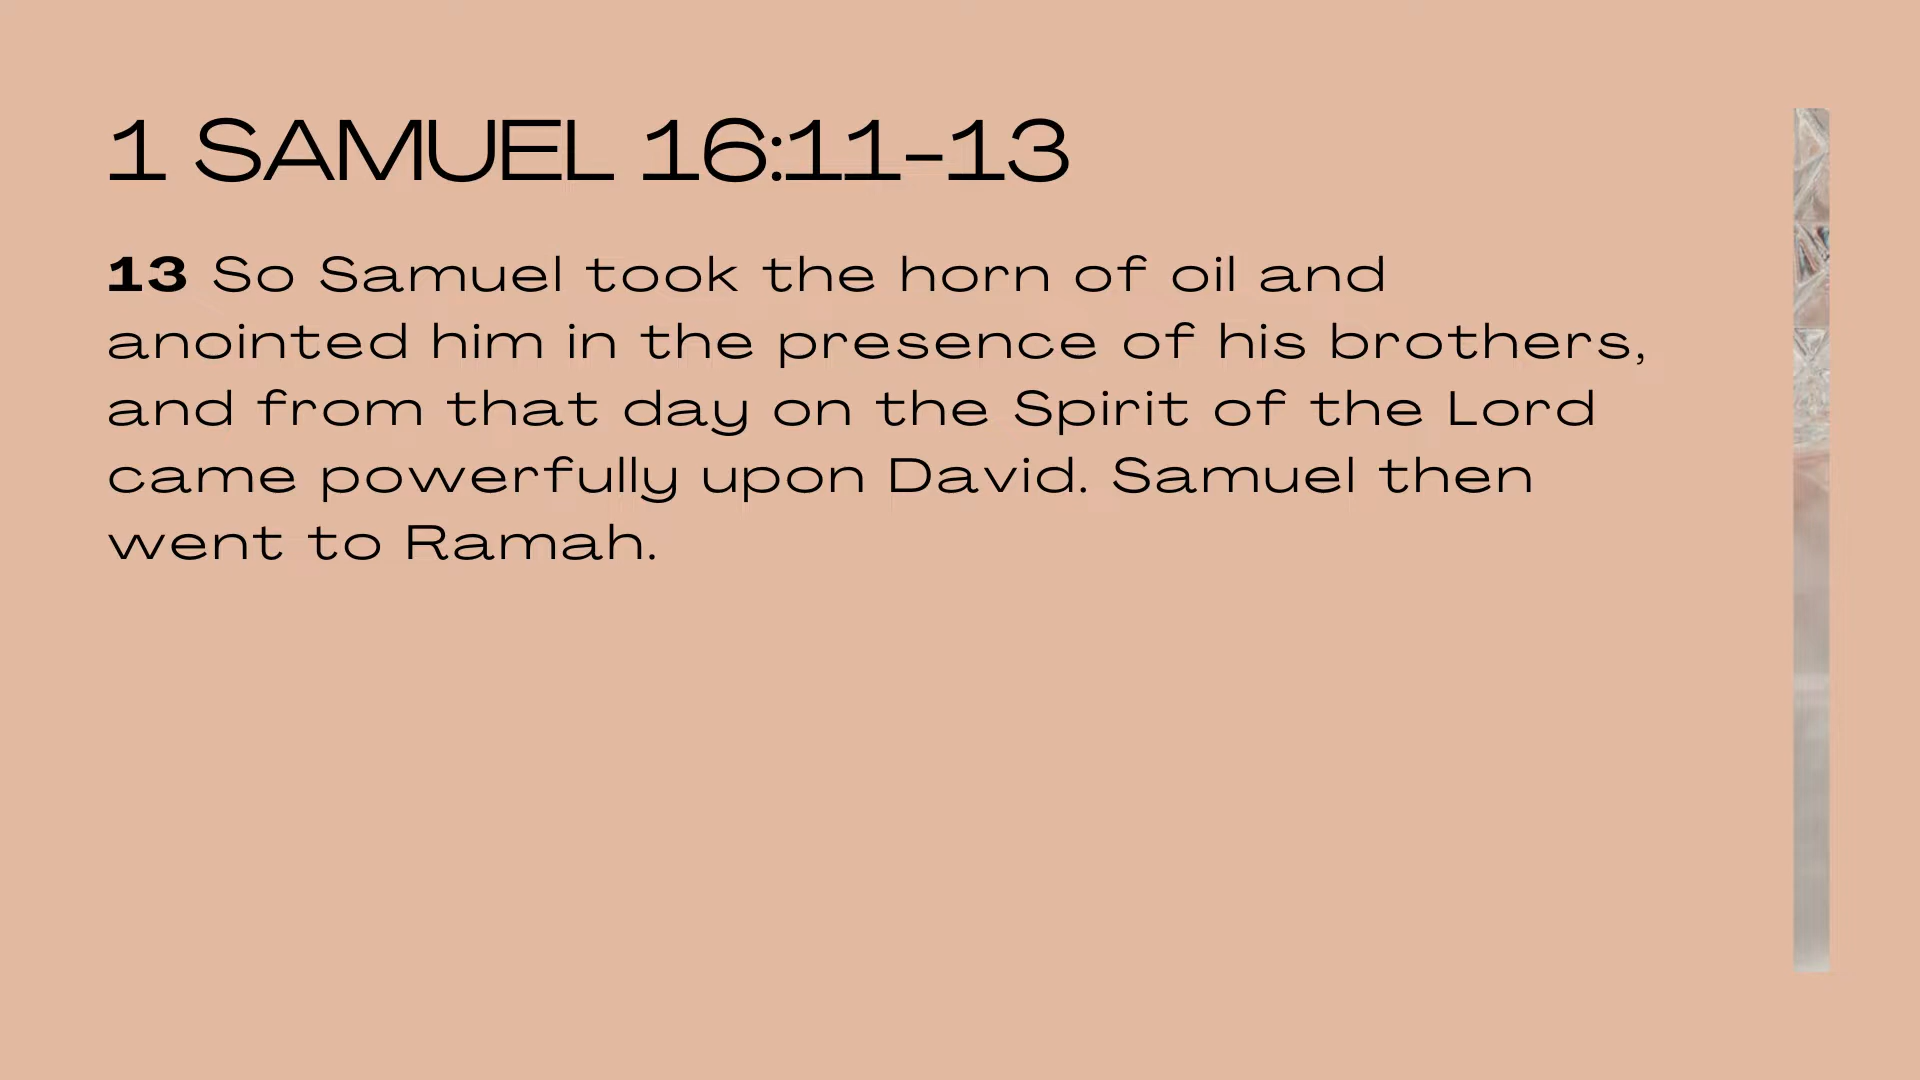 1 SAMUEL 16:11–13
13 So Samuel took the horn of oil and
anointed him in the presence of his brothers,
and from that day on the Spirit of the Lord
came powerfully upon David. Samuel then
went to Ramah.